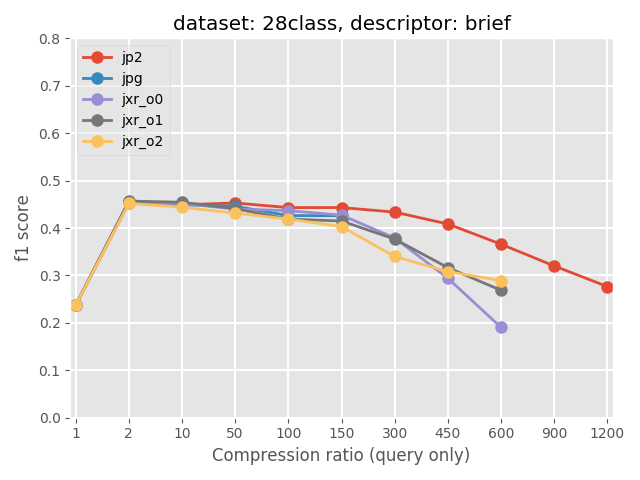 dataset: 28class, descriptor: brief
0.8
0.7
0.6
0.5
0.4
0.3
0.2
0.1
0.0
f1 score
jp2
jpg
jxr_o0
jxr_o1
jxr_o2
1 2 10 50 100 150 300 450 600 900 1200
Compression ratio (query only)